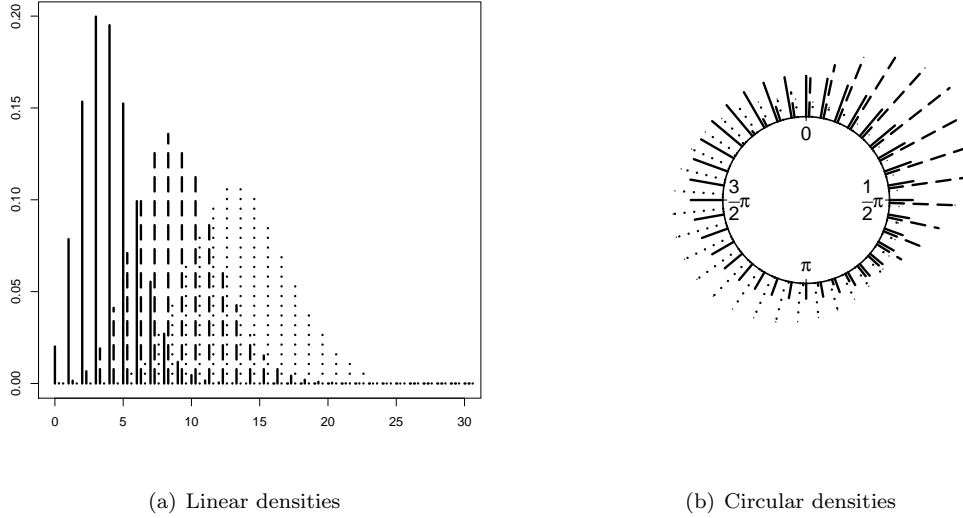 0.20
0.15
0.10
0.05
0.00
0 5 10 15 20 25 30
(a) Linear densities
0
3/2 π
1/2 π
π
(b) Circular densities